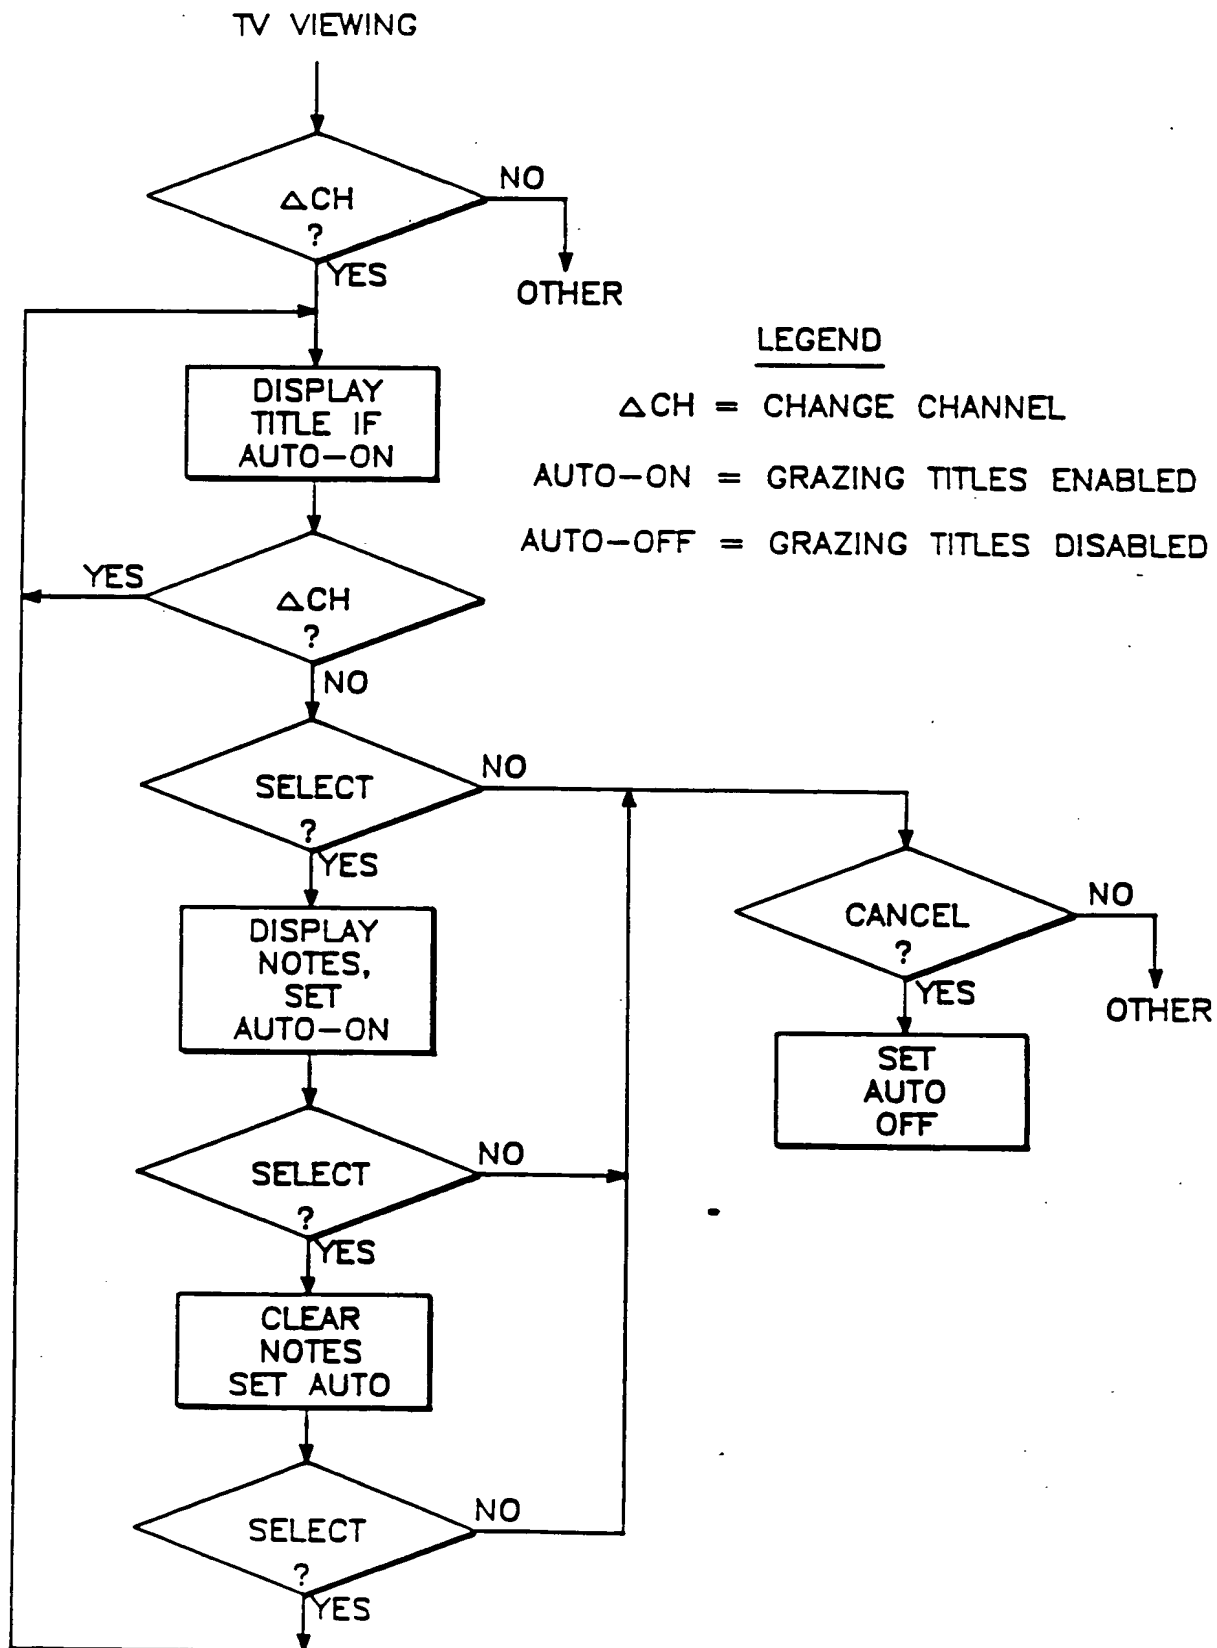 TV VIEWING
△CH
?
NO
YES
OTHER
LEGEND
△CH = CHANGE CHANNEL
AUTO-ON = GRAZING TITLES ENABLED
AUTO-OFF = GRAZING TITLES DISABLED
DISPLAY
TITLE IF
AUTO-ON
YES
△CH
?
NO
SELECT
?
NO
YES
DISPLAY
NOTES,
SET
AUTO-ON
CANCEL
?
NO
YES
OTHER
SET
AUTO
OFF
SELECT
?
NO
YES
CLEAR
NOTES
SET AUTO
SELECT
?
NO
YES